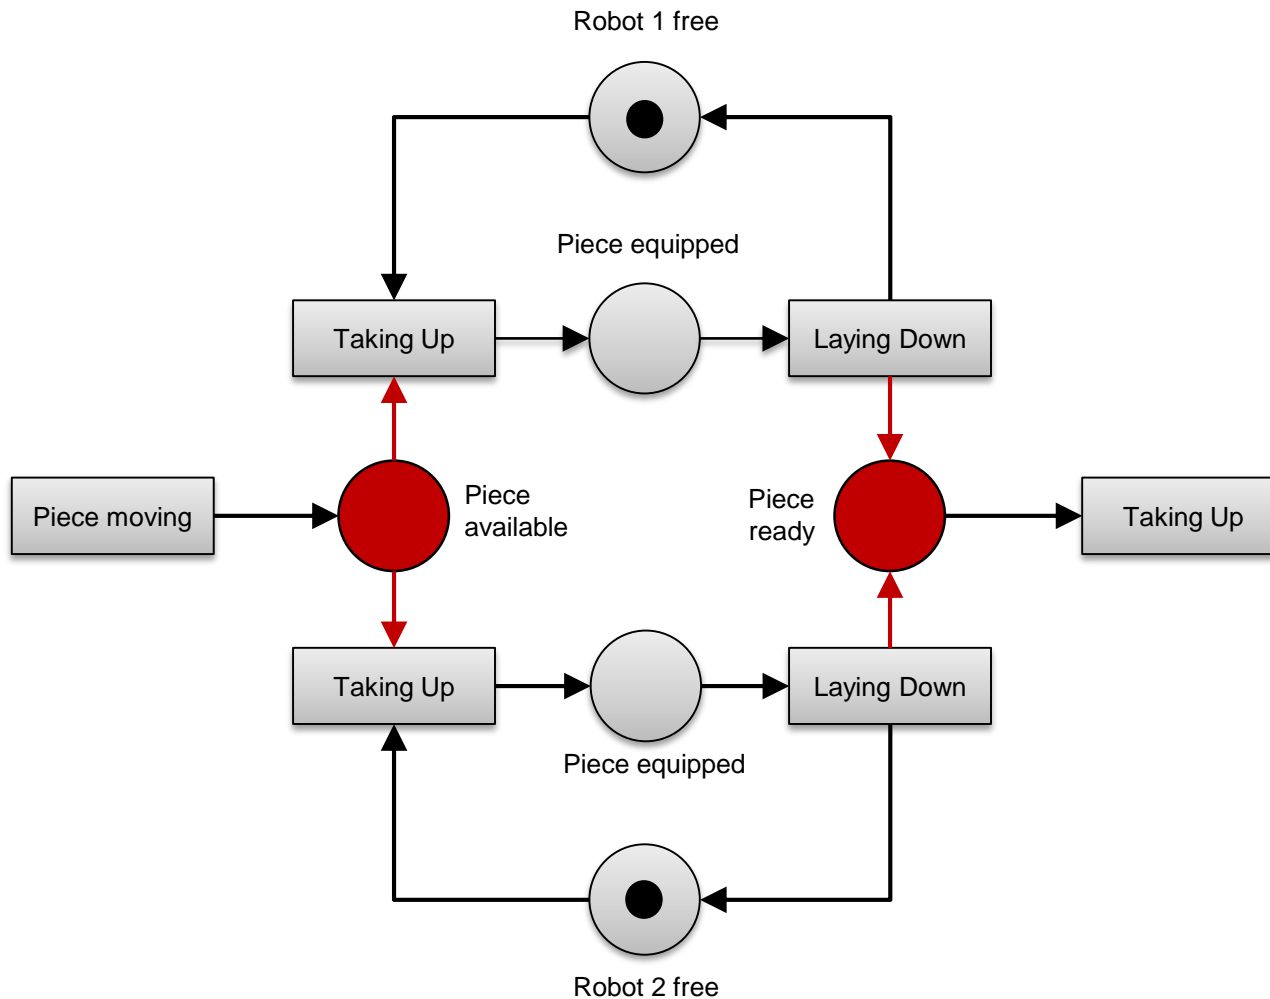 Robot 1 free
Piece equipped
Taking Up
Laying Down
Piece moving
Piece
available
Piece
ready
Taking Up
Taking Up
Laying Down
Piece equipped
Robot 2 free